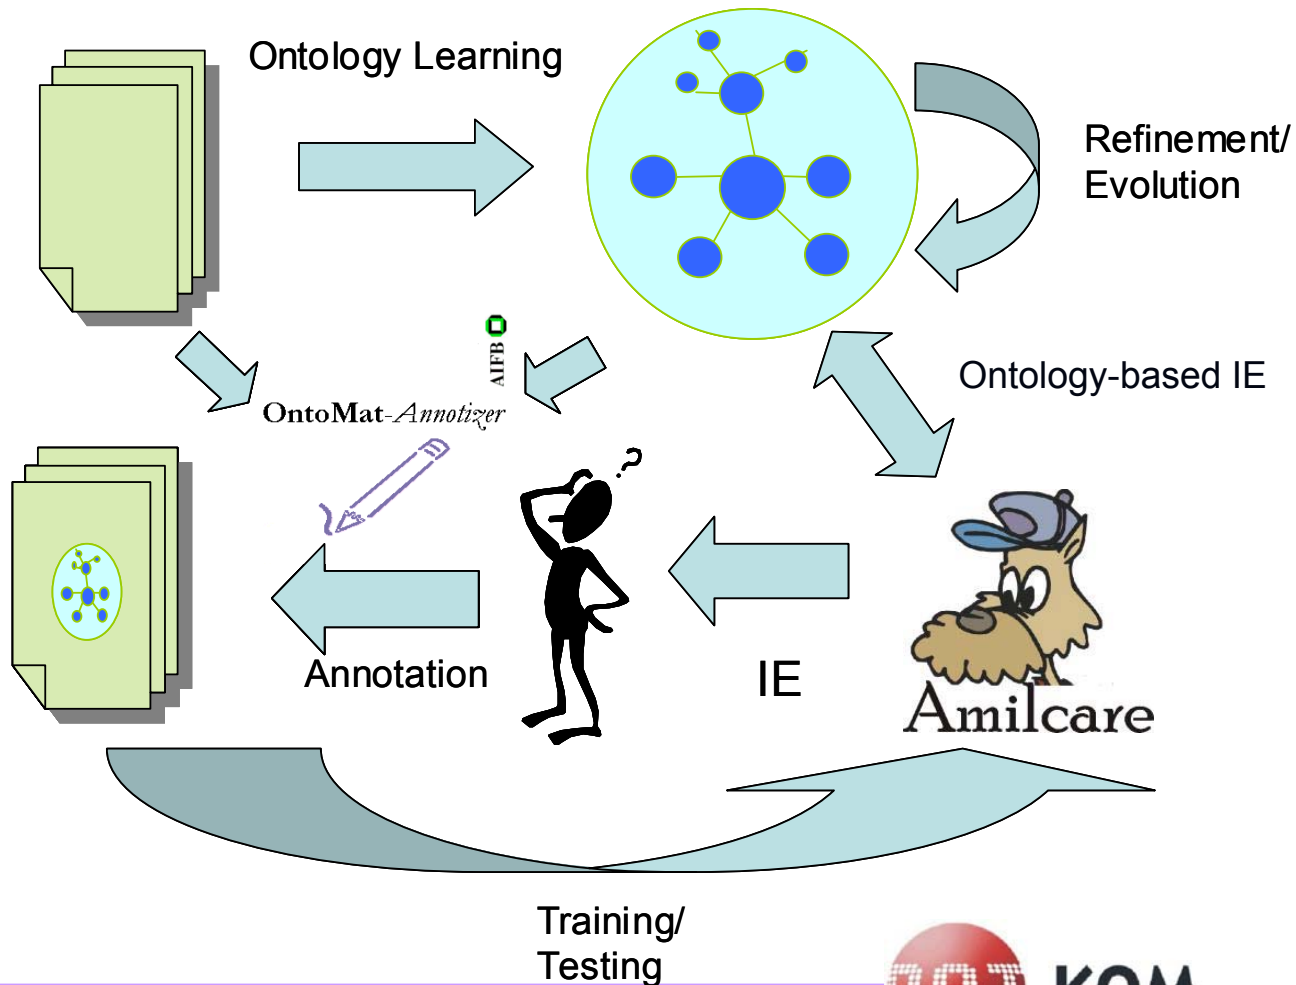 Ontology Learning
Refinement/
Evolution
AIFB
Ontology-based IE
OntoMat-Annotizer
?
Annotation
IE
Amilcare
Training/
Testing